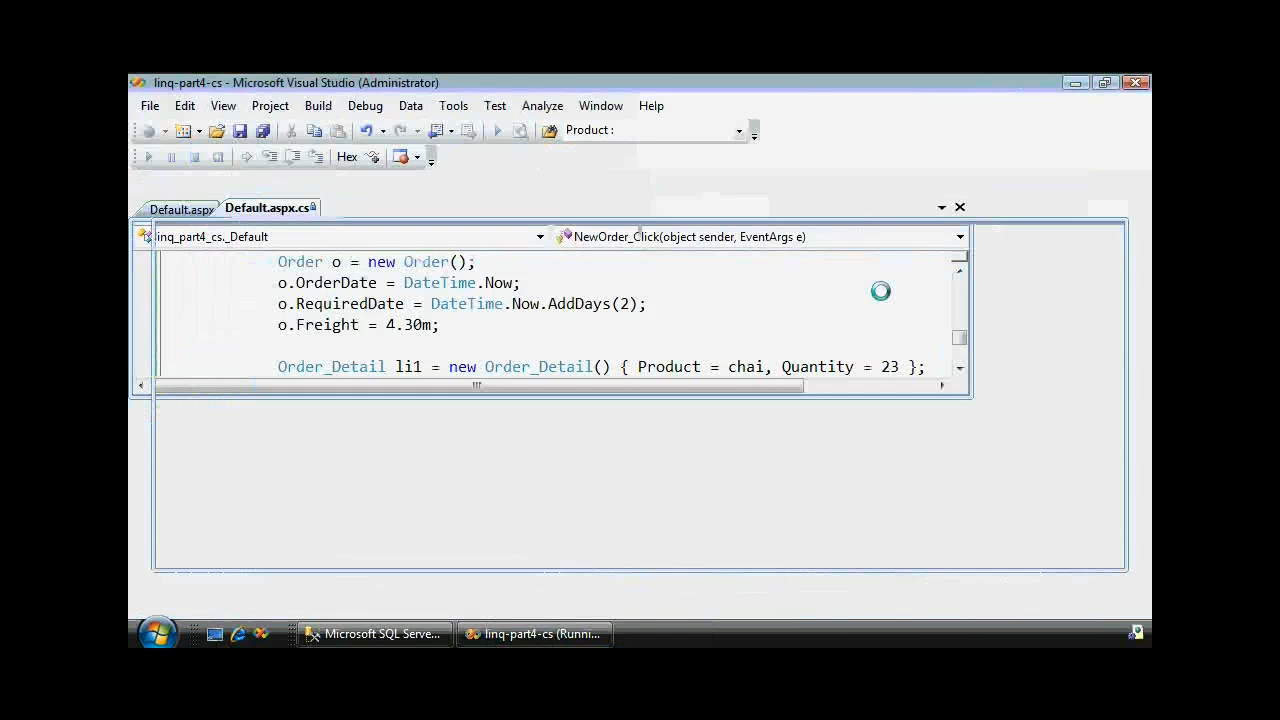 linq-part4-cs - Microsoft Visual Studio (Administrator)
File Edit View Project Build Debug Data Tools Test Analyze Window Help
Product :
Hex
Default.aspx Default.aspx.cs
linq_part4_cs._Default NewOrder_Click(object sender, EventArgs e)
Order o = new Order();
o.OrderDate = DateTime.Now;
o.RequiredDate = DateTime.Now.AddDays(2);
o.Freight = 4.30m;
Order_Detail li1 = new Order_Detail() { Product = chai, Quantity = 23 };
Microsoft SQL Serve... linq-part4-cs (Runni...